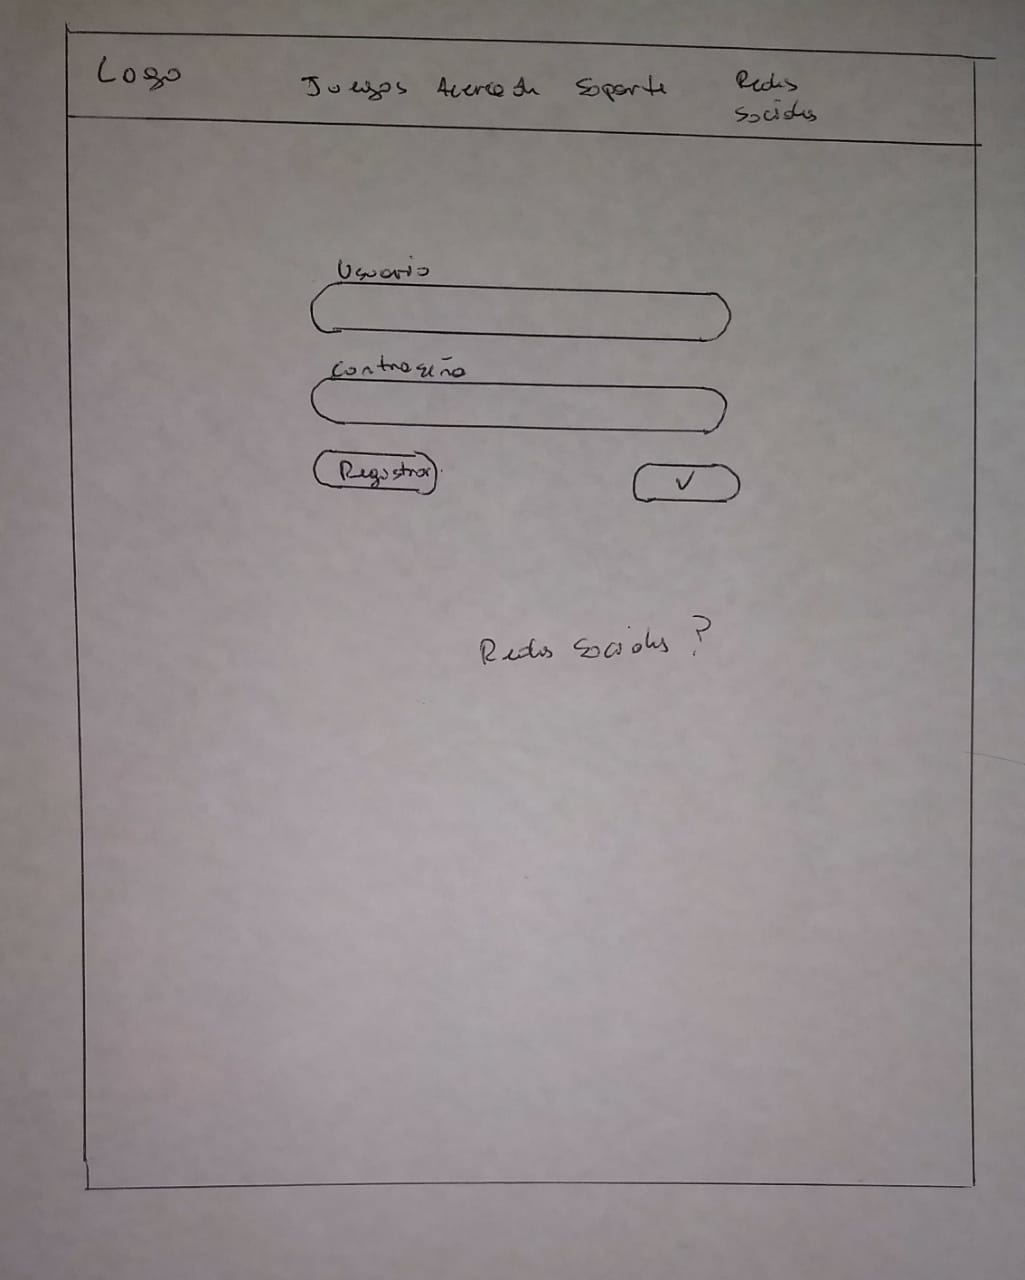 Logo
Juegos Acerca de Soporte Redes
Sociales
Usuario
Contraseña
Registrar
✓
Redes Sociales ?